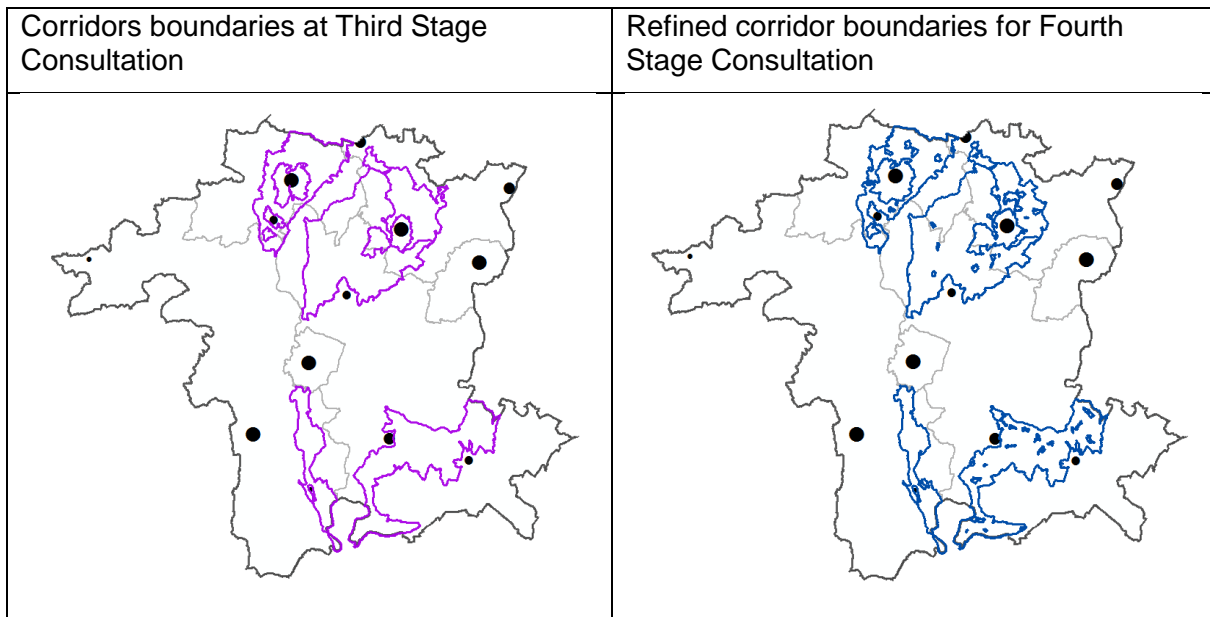 Corridors boundaries at Third Stage
Consultation
Refined corridor boundaries for Fourth
Stage Consultation